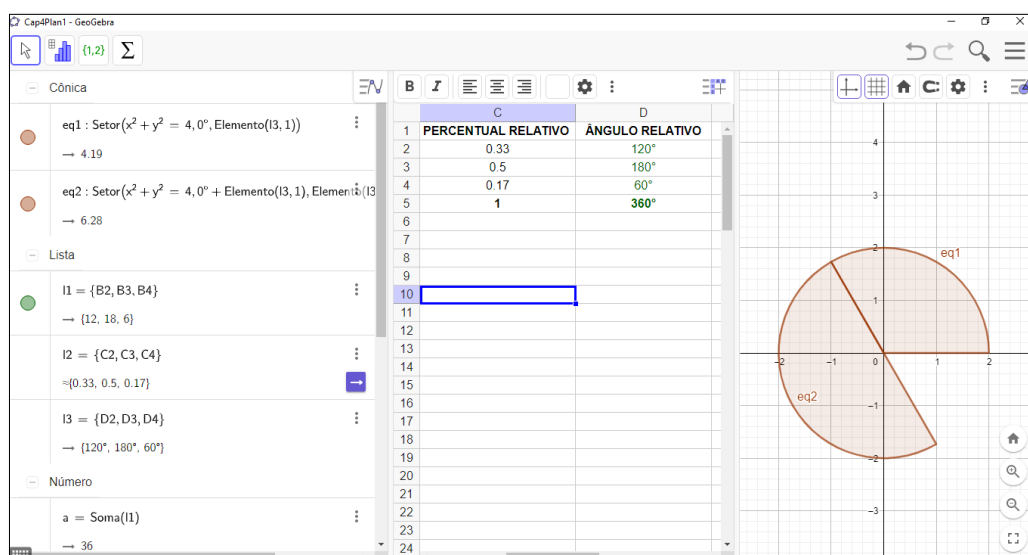 Cap4Plan1 - GeoGebra
{1,2} Σ
Cônica
eq1 : Setor(x² + y² = 4, 0°, Elemento(l3, 1))
→ 4.19
eq2 : Setor(x² + y² = 4, 0° + Elemento(l3, 1), Elemento(l3
→ 6.28
Lista
l1 = {B2, B3, B4}
→ {12, 18, 6}
l2 = {C2, C3, C4}
≈{0.33, 0.5, 0.17}
l3 = {D2, D3, D4}
→ {120°, 180°, 60°}
Número
a = Soma(l1)
→ 36
B I
C D
1 PERCENTUAL RELATIVO ÂNGULO RELATIVO
2 0.33 120°
3 0.5 180°
4 0.17 60°
5 1 360°
6
7
8
9
10
11
12
13
14
15
16
17
18
19
20
21
22
23
24
4
3
2
eq1
1
-2 -1 0 1 2
eq2
-1
-2
-3